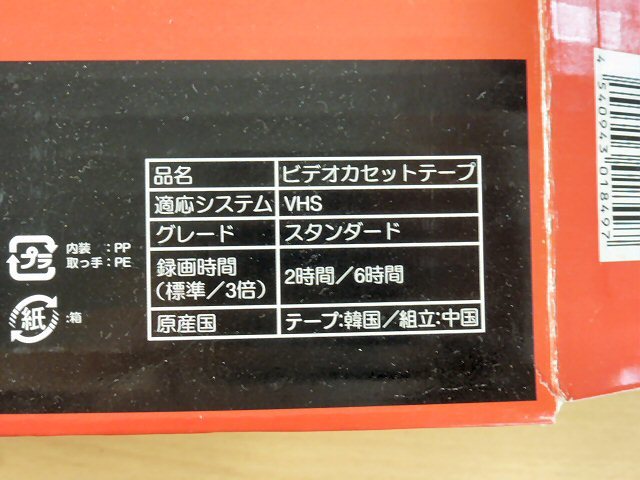 品名 ビデオカセットテープ
適応システム VHS
グレード スタンダード
録画時間 2時間／6時間
（標準／3倍）
原産国 テープ:韓国／組立:中国
プラ
内装：PP
取っ手：PE
紙
:箱
4 540943 018497